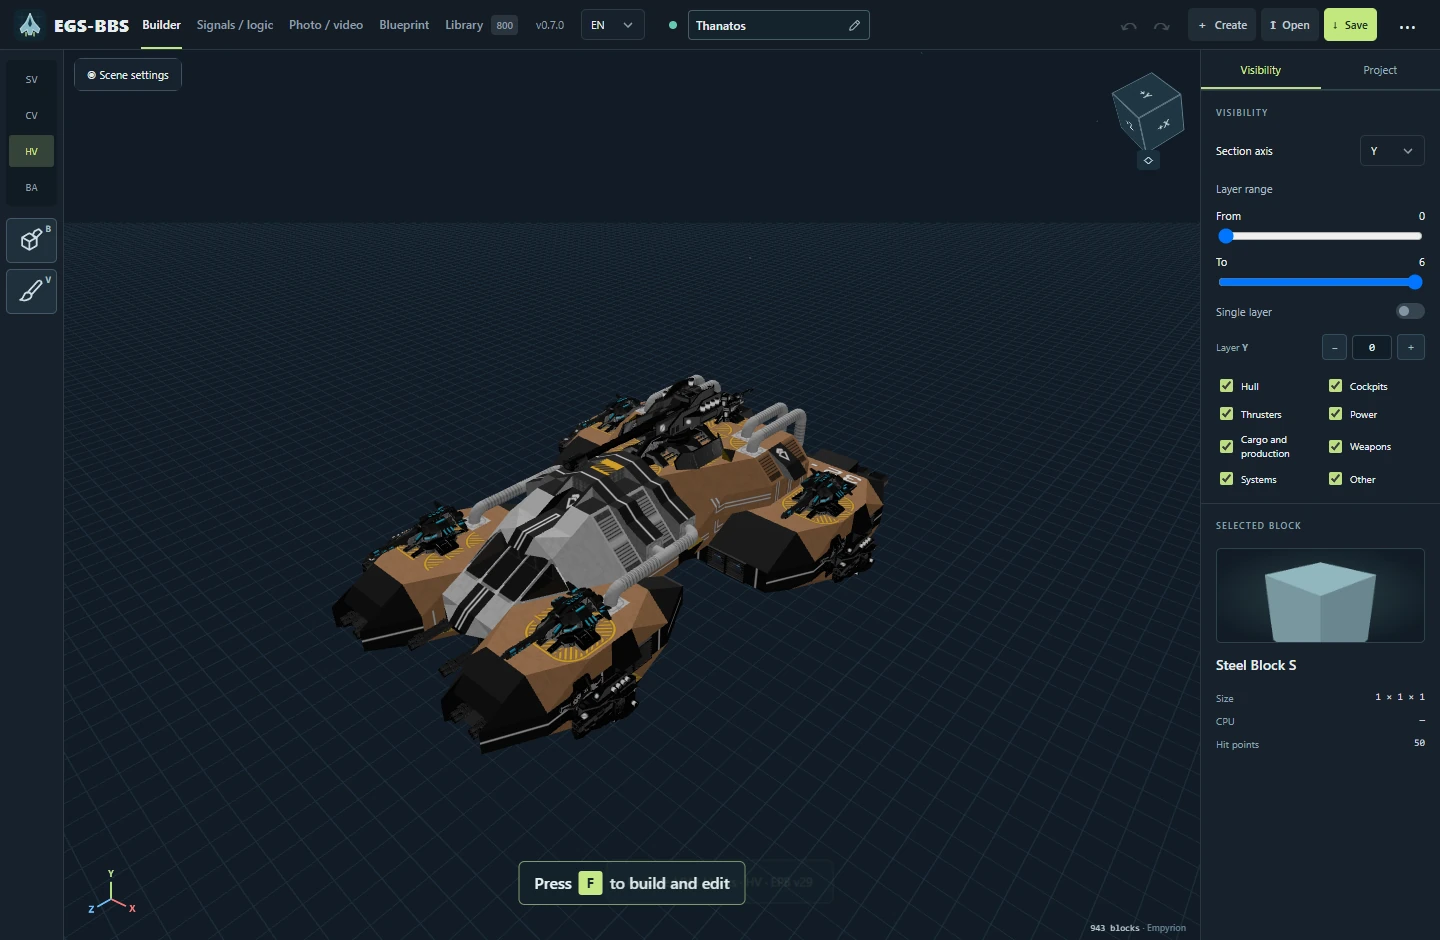 EGS-BBS Builder Signals / logic Photo / video Blueprint Library 800 v0.7.0 EN Thanatos + Create Open ↓ Save ...
SV
CV
HV
BA
B
V
Scene settings
+Y
+X
Visibility Project
VISIBILITY
Section axis Y
Layer range
From 0
To 6
Single layer
Layer Y − 0 +
Hull Cockpits
Thrusters Power
Cargo and
production
Weapons
Systems Other
SELECTED BLOCK
Steel Block S
Size 1 × 1 × 1
CPU —
Hit points 50
Press F to build and edit
HV · EPB v29
Y
Z X
943 blocks · Empyrion